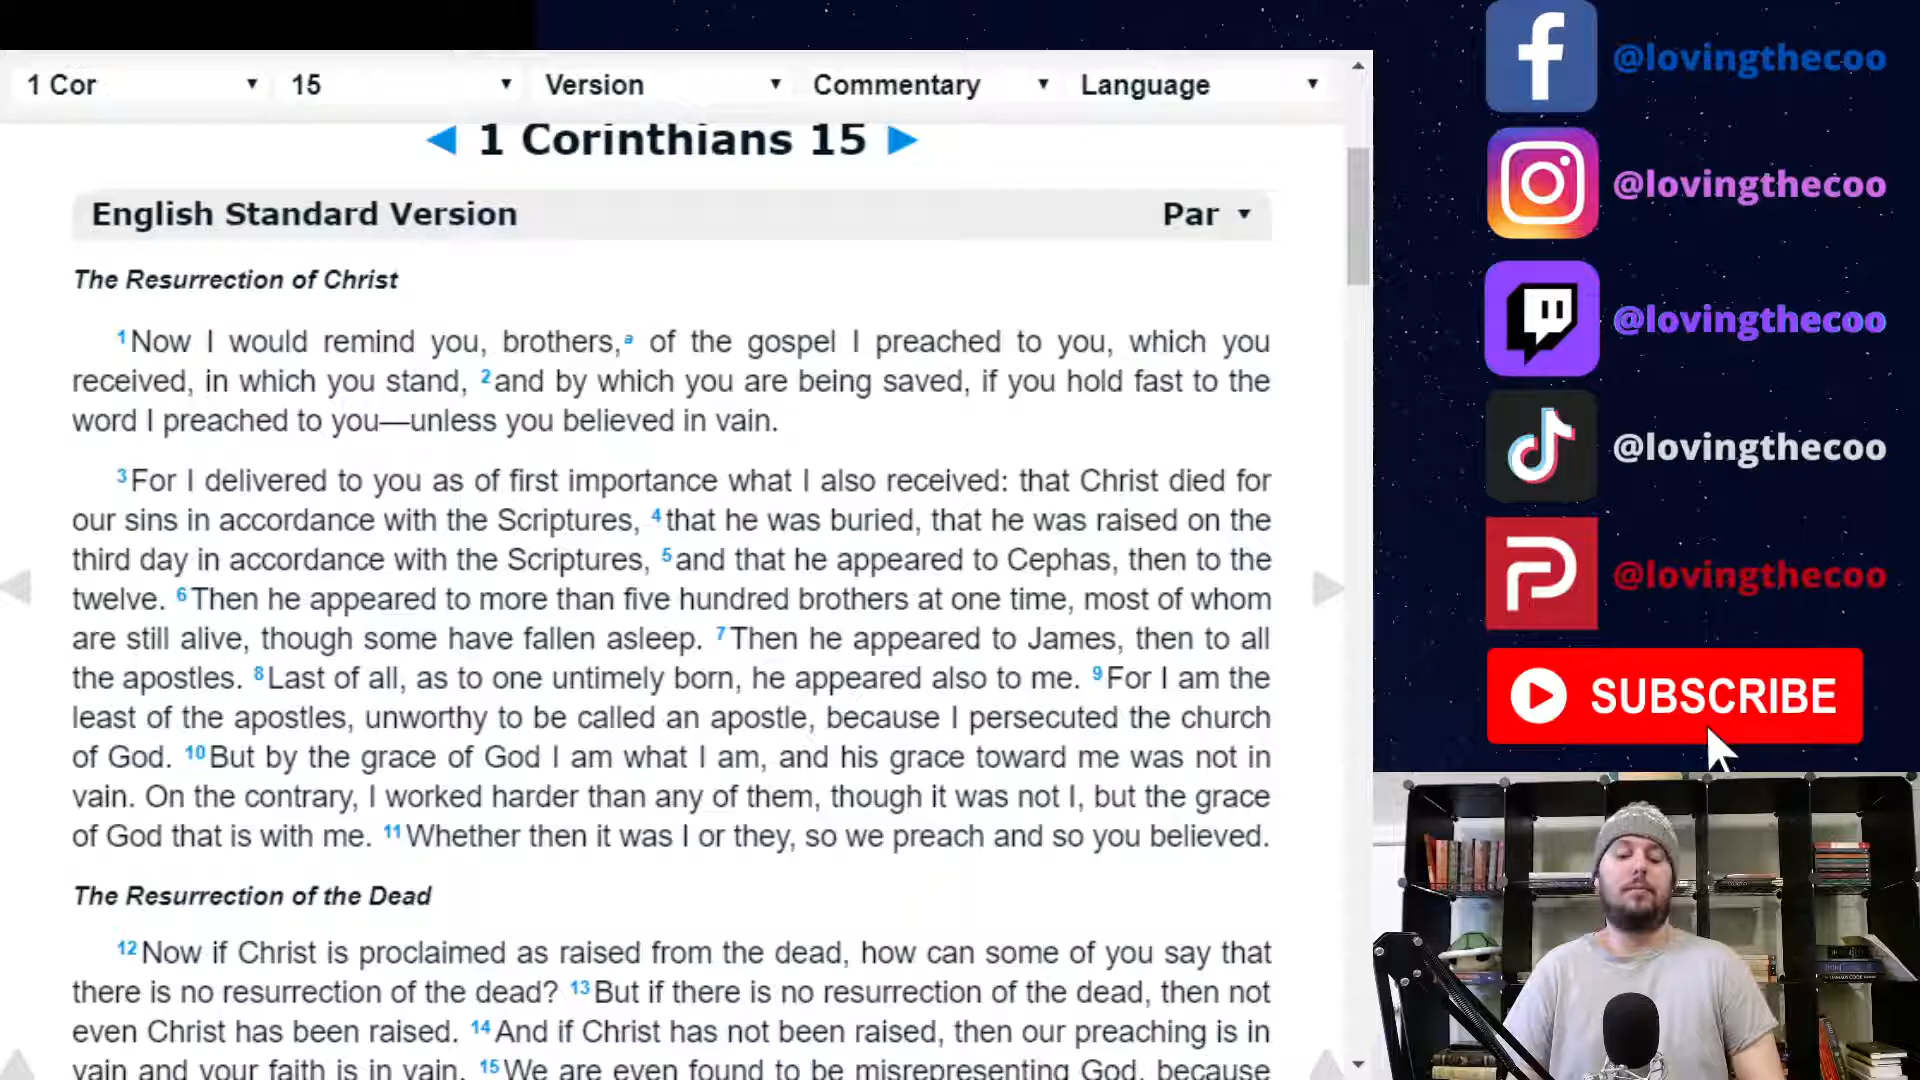 1 Cor
15
Version
Commentary
Language
1 Corinthians 15
English Standard Version
Par
The Resurrection of Christ
1Now I would remind you, brothers,a of the gospel I preached to you, which you
received, in which you stand, 2and by which you are being saved, if you hold fast to the
word I preached to you—unless you believed in vain.
3For I delivered to you as of first importance what I also received: that Christ died for
our sins in accordance with the Scriptures, 4that he was buried, that he was raised on the
third day in accordance with the Scriptures, 5and that he appeared to Cephas, then to the
twelve. 6Then he appeared to more than five hundred brothers at one time, most of whom
are still alive, though some have fallen asleep. 7Then he appeared to James, then to all
the apostles. 8Last of all, as to one untimely born, he appeared also to me. 9For I am the
least of the apostles, unworthy to be called an apostle, because I persecuted the church
of God. 10But by the grace of God I am what I am, and his grace toward me was not in
vain. On the contrary, I worked harder than any of them, though it was not I, but the grace
of God that is with me. 11Whether then it was I or they, so we preach and so you believed.
The Resurrection of the Dead
12Now if Christ is proclaimed as raised from the dead, how can some of you say that
there is no resurrection of the dead? 13But if there is no resurrection of the dead, then not
even Christ has been raised. 14And if Christ has not been raised, then our preaching is in
vain and your faith is in vain. 15We are even found to be misrepresenting God, because
@lovingthecoo
@lovingthecoo
@lovingthecoo
@lovingthecoo
@lovingthecoo
SUBSCRIBE